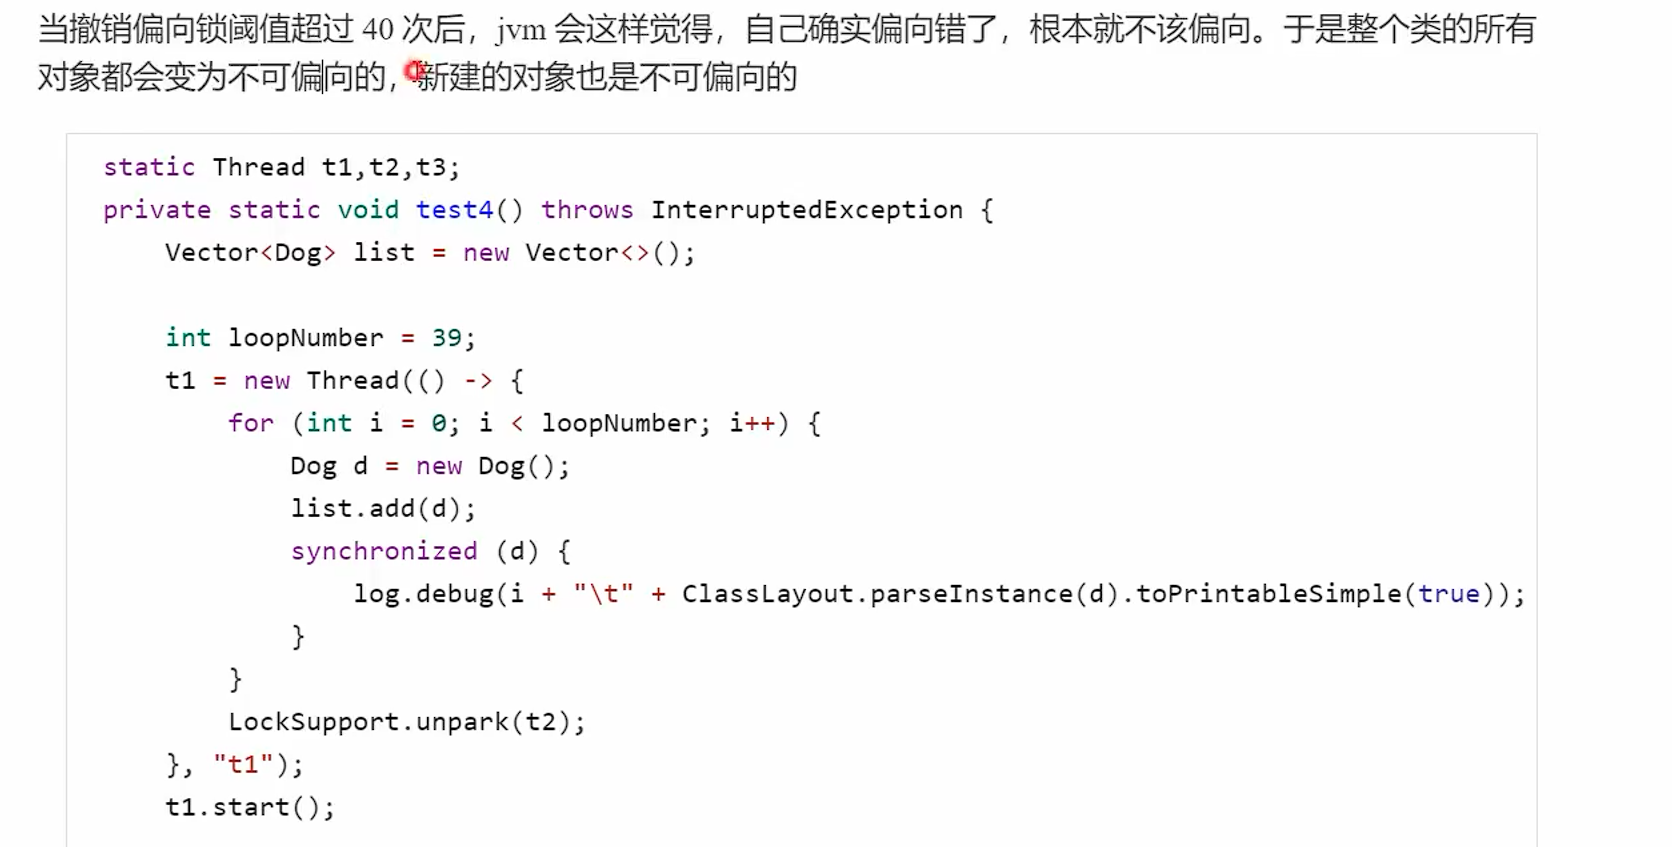 当撤销偏向锁阈值超过 40 次后，jvm 会这样觉得，自己确实偏向错了，根本就不该偏向。于是整个类的所有
对象都会变为不可偏向的，新建的对象也是不可偏向的
static Thread t1,t2,t3;
private static void test4() throws InterruptedException {
    Vector<Dog> list = new Vector<>();
    int loopNumber = 39;
    t1 = new Thread(() -> {
        for (int i = 0; i < loopNumber; i++) {
            Dog d = new Dog();
            list.add(d);
            synchronized (d) {
                log.debug(i + "\t" + ClassLayout.parseInstance(d).toPrintableSimple(true));
            }
        }
        LockSupport.unpark(t2);
    }, "t1");
    t1.start();